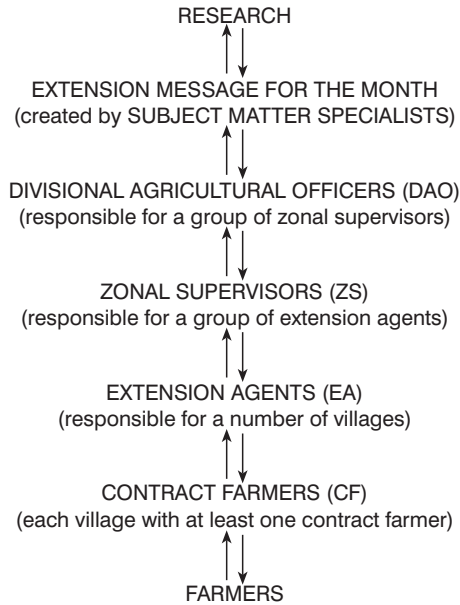 RESEARCH
EXTENSION MESSAGE FOR THE MONTH
(created by SUBJECT MATTER SPECIALISTS)
DIVISIONAL AGRICULTURAL OFFICERS (DAO)
(responsible for a group of zonal supervisors)
ZONAL SUPERVISORS (ZS)
(responsible for a group of extension agents)
EXTENSION AGENTS (EA)
(responsible for a number of villages)
CONTRACT FARMERS (CF)
(each village with at least one contract farmer)
FARMERS